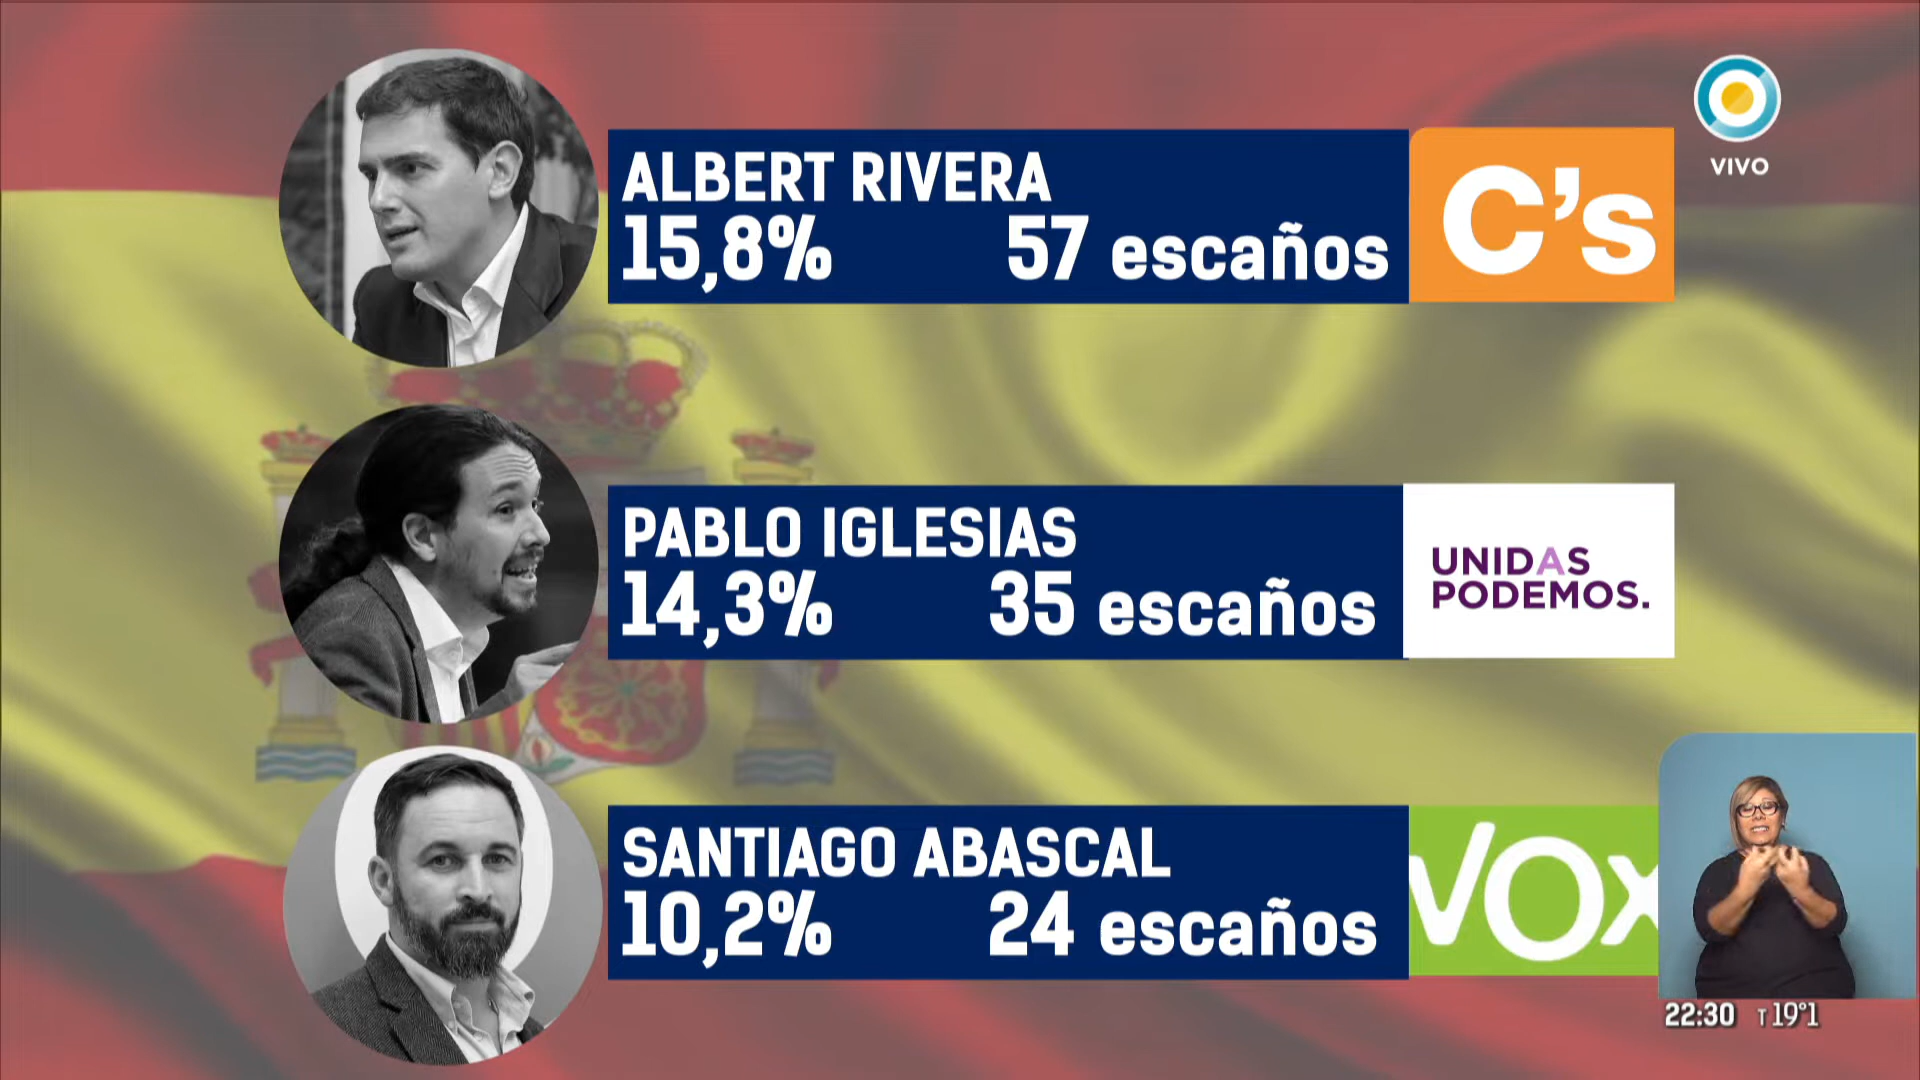 VIVO
ALBERT RIVERA
15,8% 57 escaños
C's
PABLO IGLESIAS
14,3% 35 escaños
UNIDAS
PODEMOS.
SANTIAGO ABASCAL
10,2% 24 escaños
VOX
22:30 T 19°1